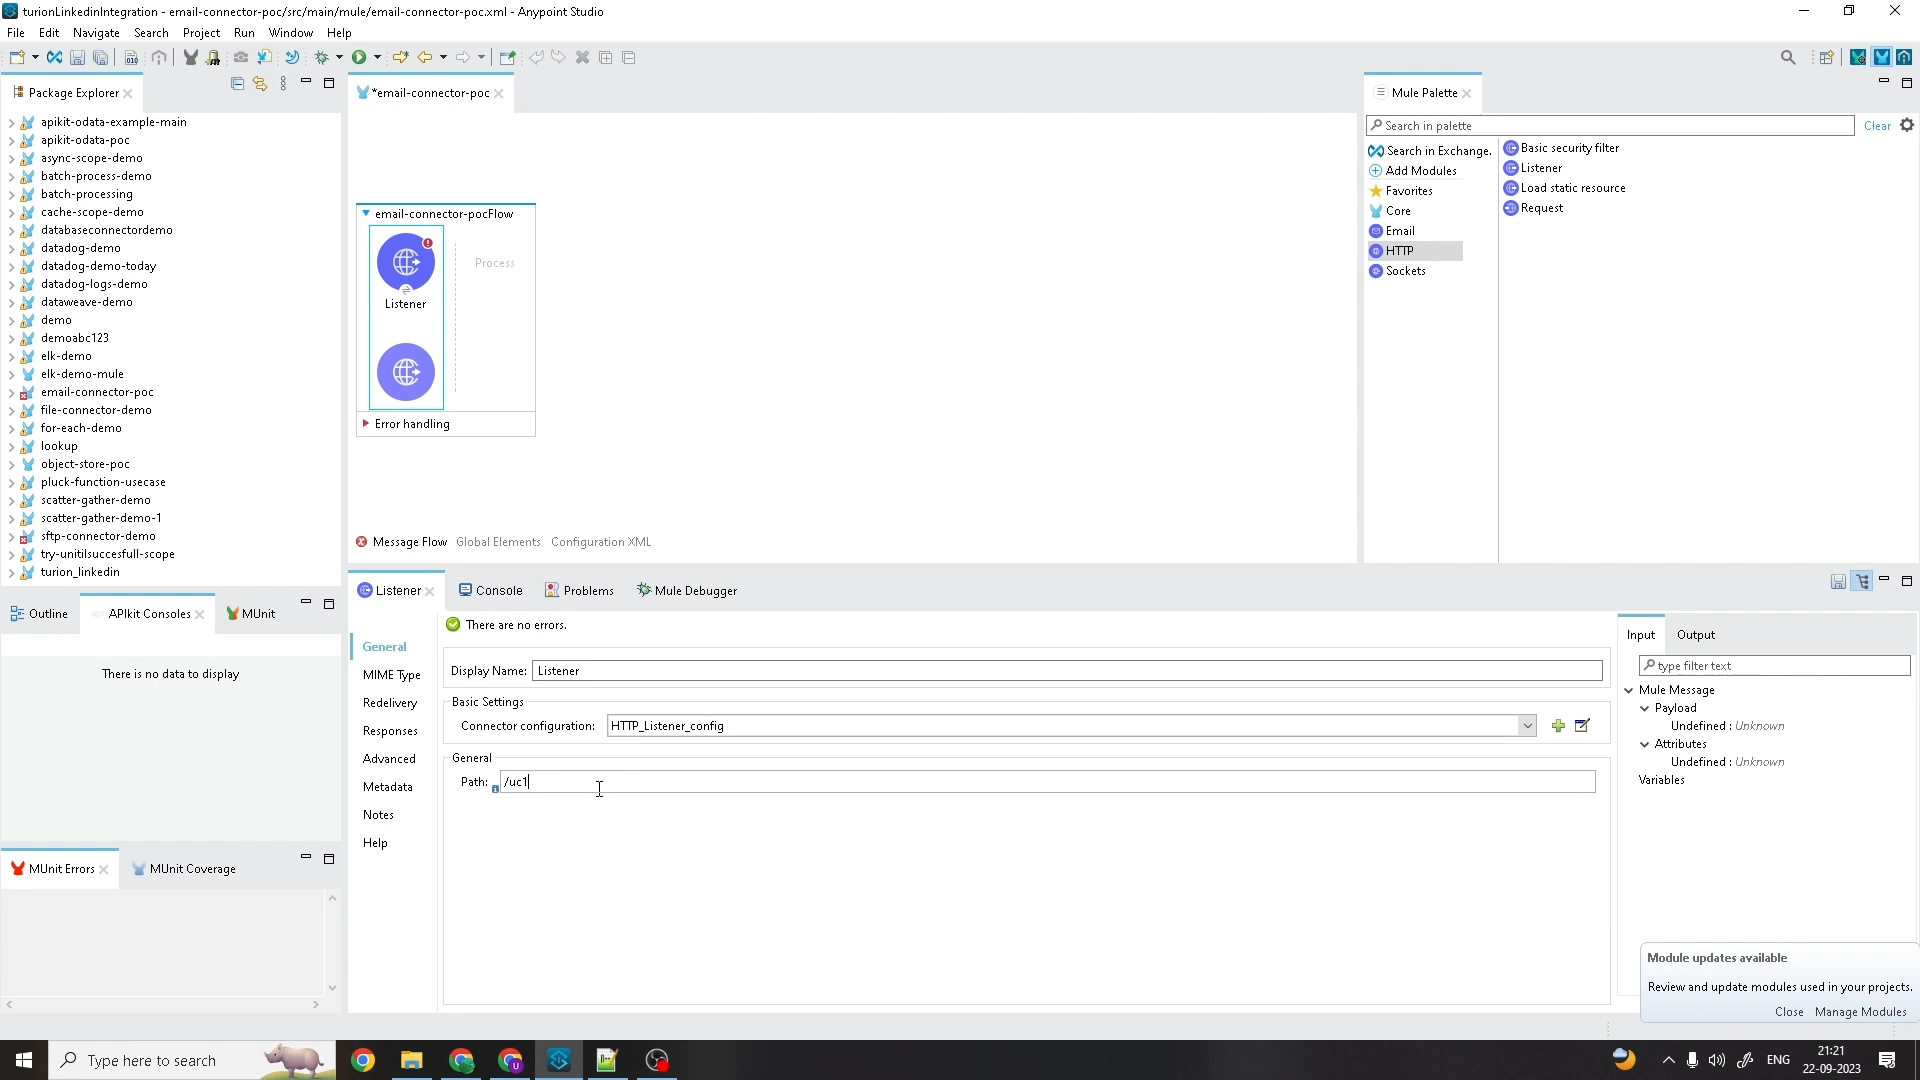 turionLinkedinIntegration - email-connector-poc/src/main/mule/email-connector-poc.xml - Anypoint Studio
File Edit Navigate Search Project Run Window Help
Package Explorer
apikit-odata-example-main
apikit-odata-poc
async-scope-demo
batch-process-demo
batch-processing
cache-scope-demo
databaseconnectordemo
datadog-demo
datadog-demo-today
datadog-logs-demo
dataweave-demo
demo
demoabc123
elk-demo
elk-demo-mule
email-connector-poc
file-connector-demo
for-each-demo
lookup
object-store-poc
pluck-function-usecase
scatter-gather-demo
scatter-gather-demo-1
sftp-connector-demo
try-unitilsuccesfull-scope
turion_linkedin
*email-connector-poc
email-connector-pocFlow
Process
Listener
Error handling
Message Flow Global Elements Configuration XML
Mule Palette
Search in palette
Clear
Search in Exchange.
Add Modules
Favorites
Core
Email
HTTP
Sockets
Basic security filter
Listener
Load static resource
Request
Outline APIkit Consoles MUnit
There is no data to display
MUnit Errors MUnit Coverage
Listener Console Problems Mule Debugger
There are no errors.
General
MIME Type
Redelivery
Responses
Advanced
Metadata
Notes
Help
Display Name: Listener
Basic Settings
Connector configuration: HTTP_Listener_config
General
Path: /uc1
Input Output
type filter text
Mule Message
Payload
Undefined : Unknown
Attributes
Undefined : Unknown
Variables
Module updates available
Review and update modules used in your projects.
Close Manage Modules
Type here to search
ENG
21:21
22-09-2023